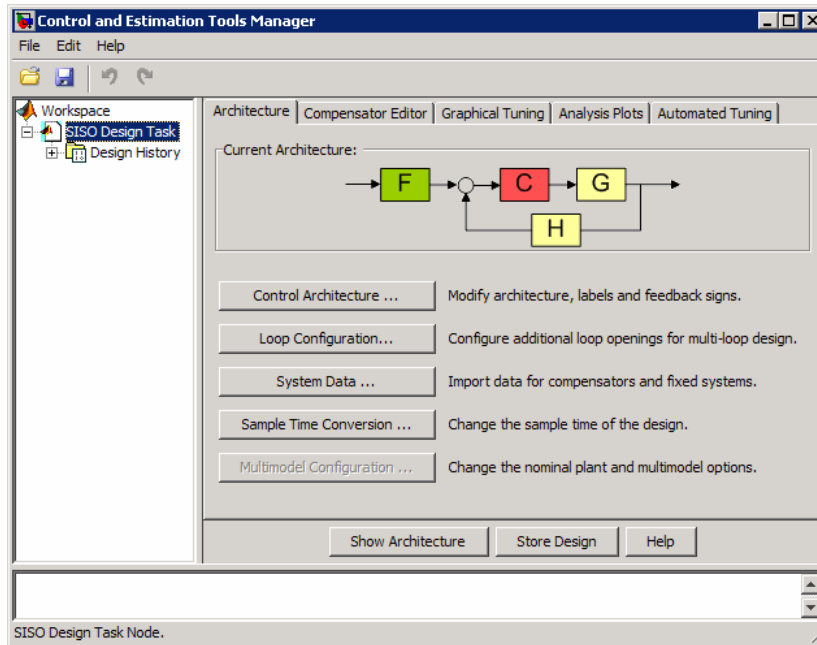 Control and Estimation Tools Manager
File Edit Help
Workspace
SISO Design Task
Design History
Architecture Compensator Editor Graphical Tuning Analysis Plots Automated Tuning
Current Architecture:
F C G
H
Control Architecture ... Modify architecture, labels and feedback signs.
Loop Configuration... Configure additional loop openings for multi-loop design.
System Data ... Import data for compensators and fixed systems.
Sample Time Conversion ... Change the sample time of the design.
Multimodel Configuration ... Change the nominal plant and multimodel options.
Show Architecture Store Design Help
SISO Design Task Node.